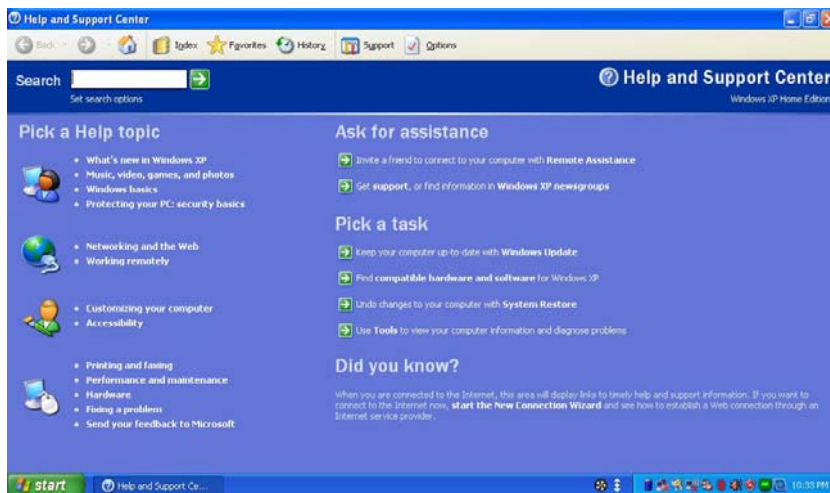 Help and Support Center
Back
Index Favorites History Support Options
Search
Set search options
Help and Support Center
Windows XP Home Edition
Pick a Help topic
What's new in Windows XP
Music, video, games, and photos
Windows basics
Protecting your PC: security basics
Networking and the Web
Working remotely
Customizing your computer
Accessibility
Printing and faxing
Performance and maintenance
Hardware
Fixing a problem
Send your feedback to Microsoft
Ask for assistance
Invite a friend to connect to your computer with Remote Assistance
Get support, or find information in Windows XP newsgroups
Pick a task
Keep your computer up-to-date with Windows Update
Find compatible hardware and software for Windows XP
Undo changes to your computer with System Restore
Use Tools to view your computer information and diagnose problems
Did you know?
When you are connected to the Internet, this area will display links to timely help and support information. If you want to
connect to the Internet now, start the New Connection Wizard and see how to establish a Web connection through an
Internet service provider.
start
Help and Support Ce...
10:33 PM